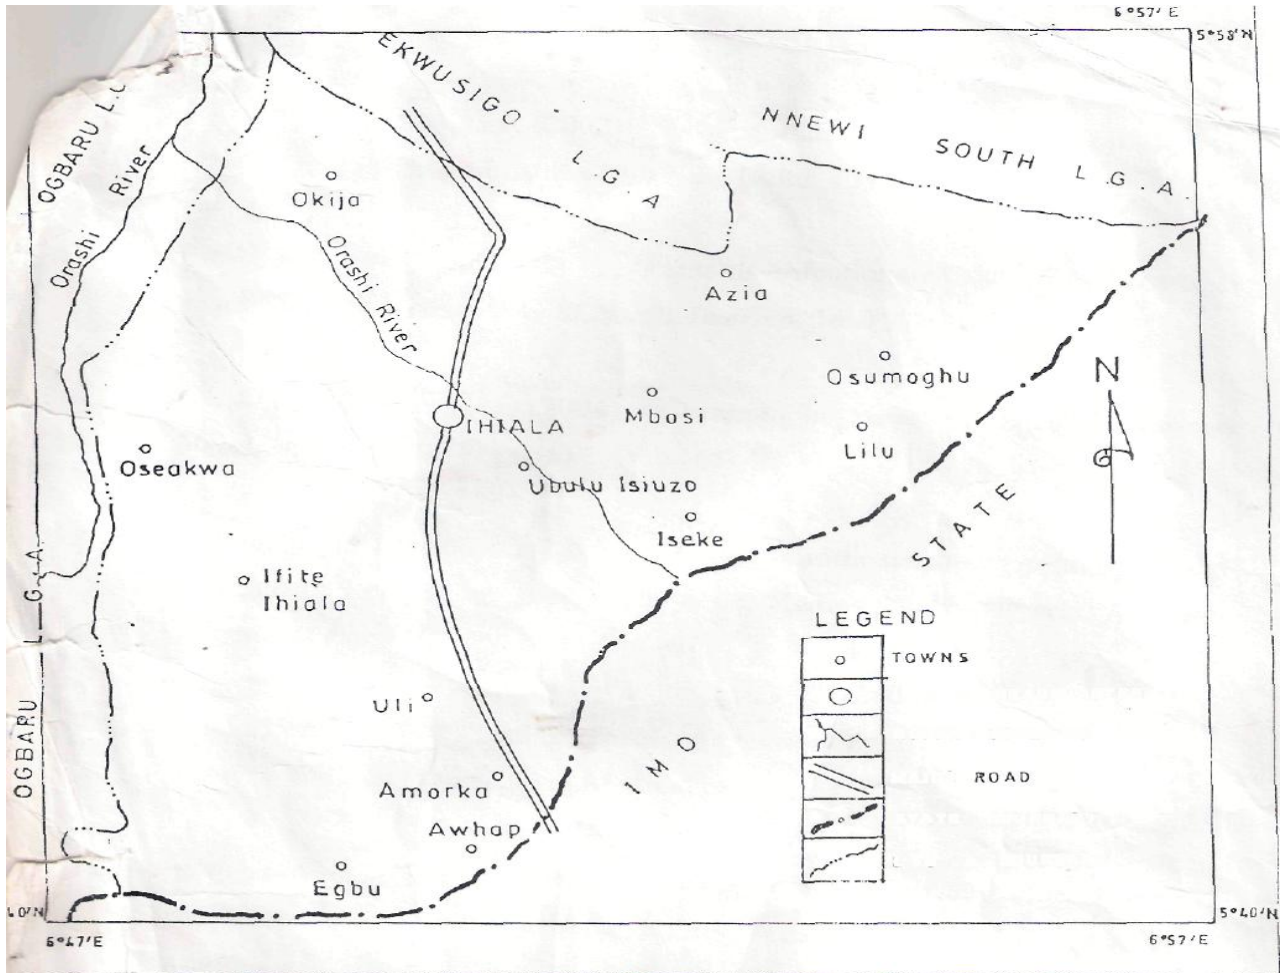 6°57' E
5°58'N
EKWUSIGO
L.G.A
NNEWI SOUTH L.G.A.
OGBARU
Orashi River
Okija
Orashi River
Azia
Osumoghu
N
Mbosi
IHIALA
Lilu
Oseakwa
Ubulu Isiuzo
Iseke
STATE
Ifite
Ihiala
L.G.A.
LEGEND
TOWNS
Uli
OGBARU
IMO
ROAD
Amorka
Awhap
Egbu
5°40'N
6°47'E
6°57'E